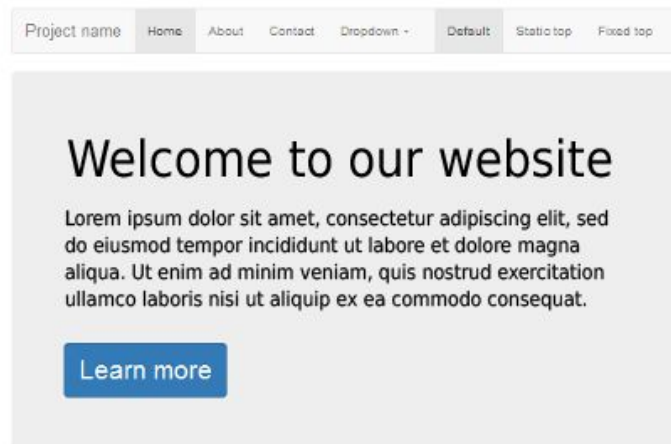 Project name Home About Contact Dropdown Default Static top Fixed top
Welcome to our website
Lorem ipsum dolor sit amet, consectetur adipiscing elit, sed
do eiusmod tempor incididunt ut labore et dolore magna
aliqua. Ut enim ad minim veniam, quis nostrud exercitation
ullamco laboris nisi ut aliquip ex ea commodo consequat.
Learn more